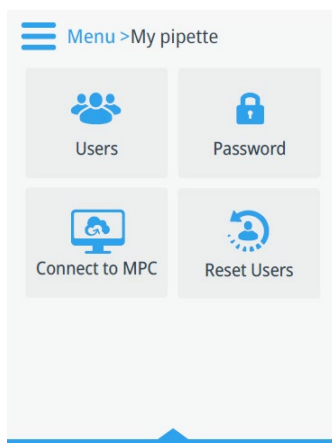 Menu >My pipette
Users
Password
Connect to MPC
Reset Users